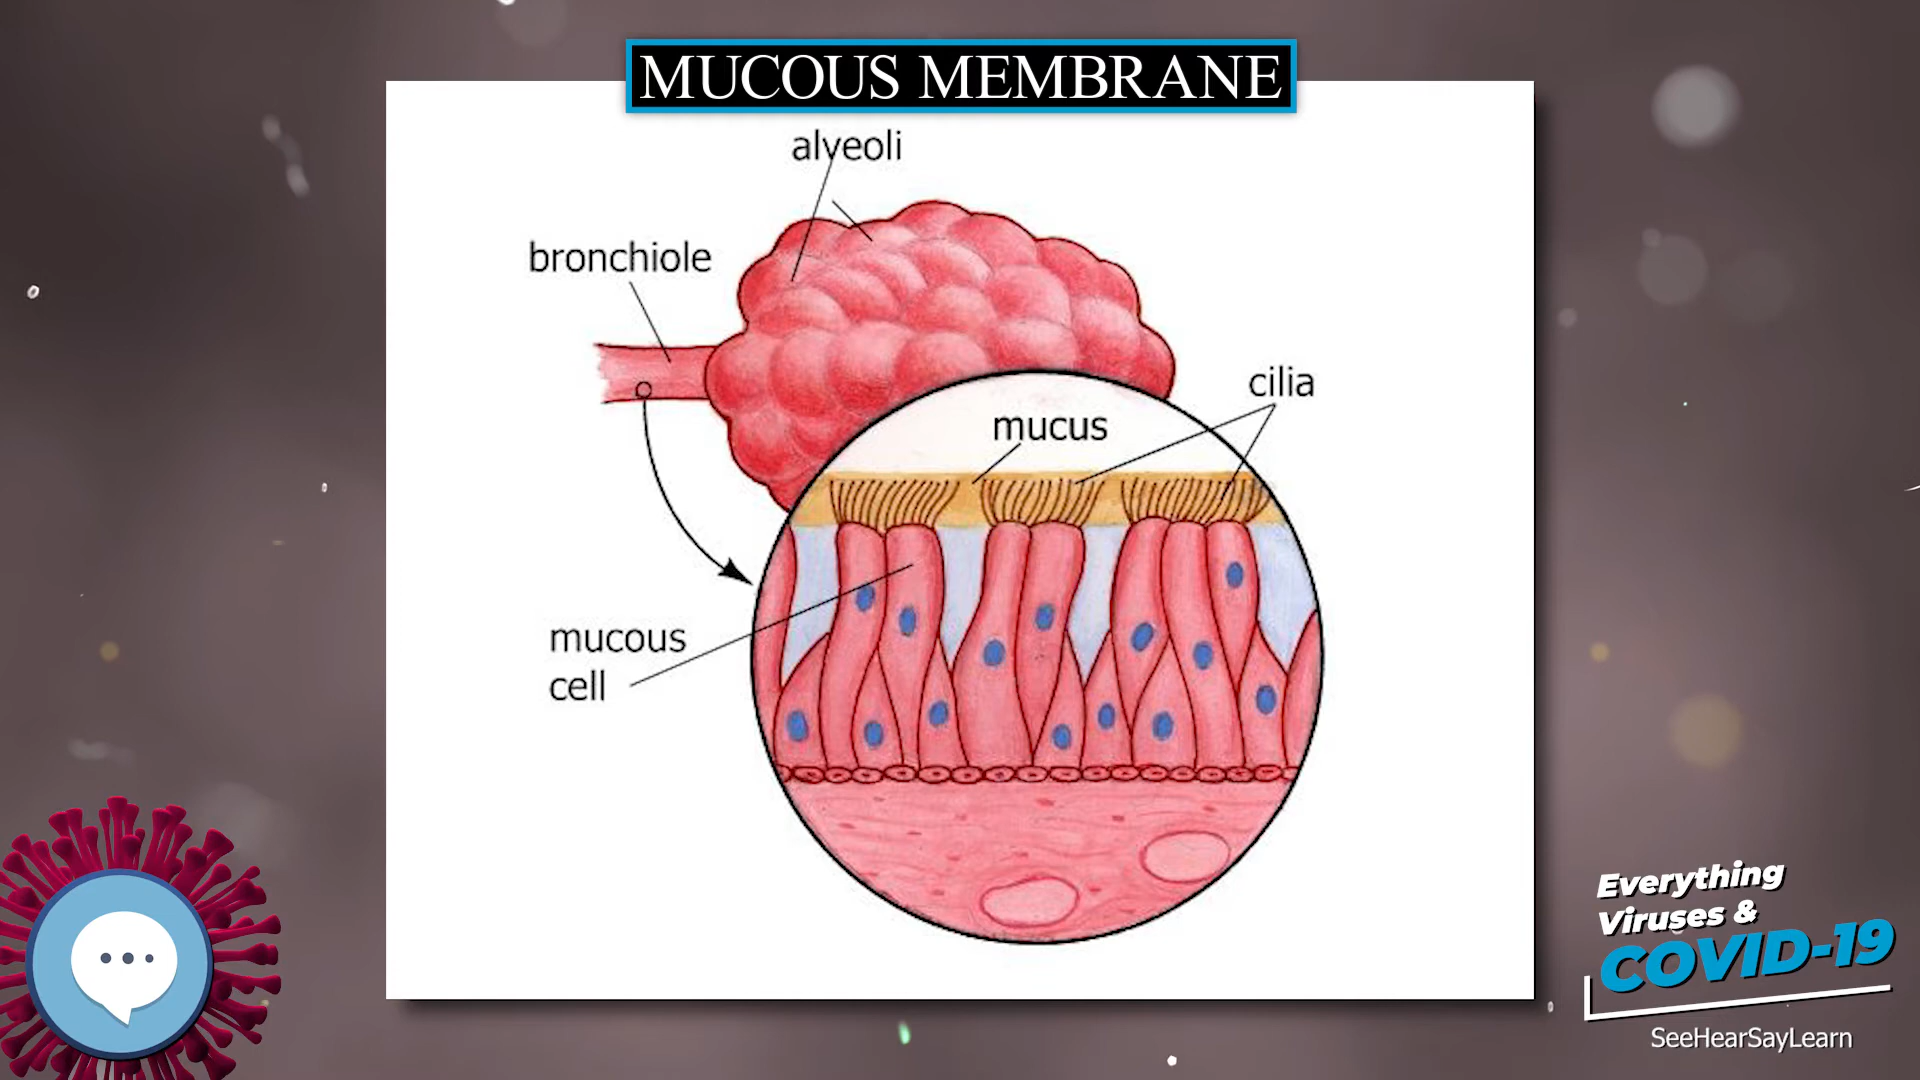 MUCOUS MEMBRANE
alveoli
bronchiole
cilia
mucus
mucous
cell
Everything
Viruses &
COVID-19
SeeHearSayLearn